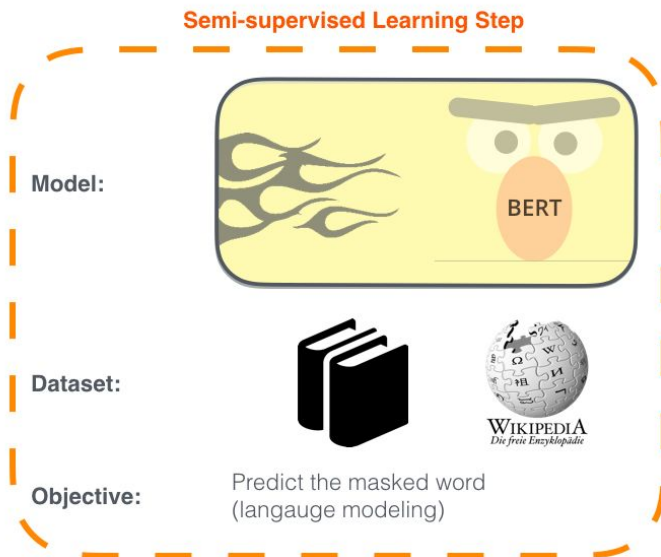 Semi-supervised Learning Step
Model:
BERT
Dataset:
WIKIPEDIA
Die freie Enzyklopädie
Objective:
Predict the masked word
(langauge modeling)